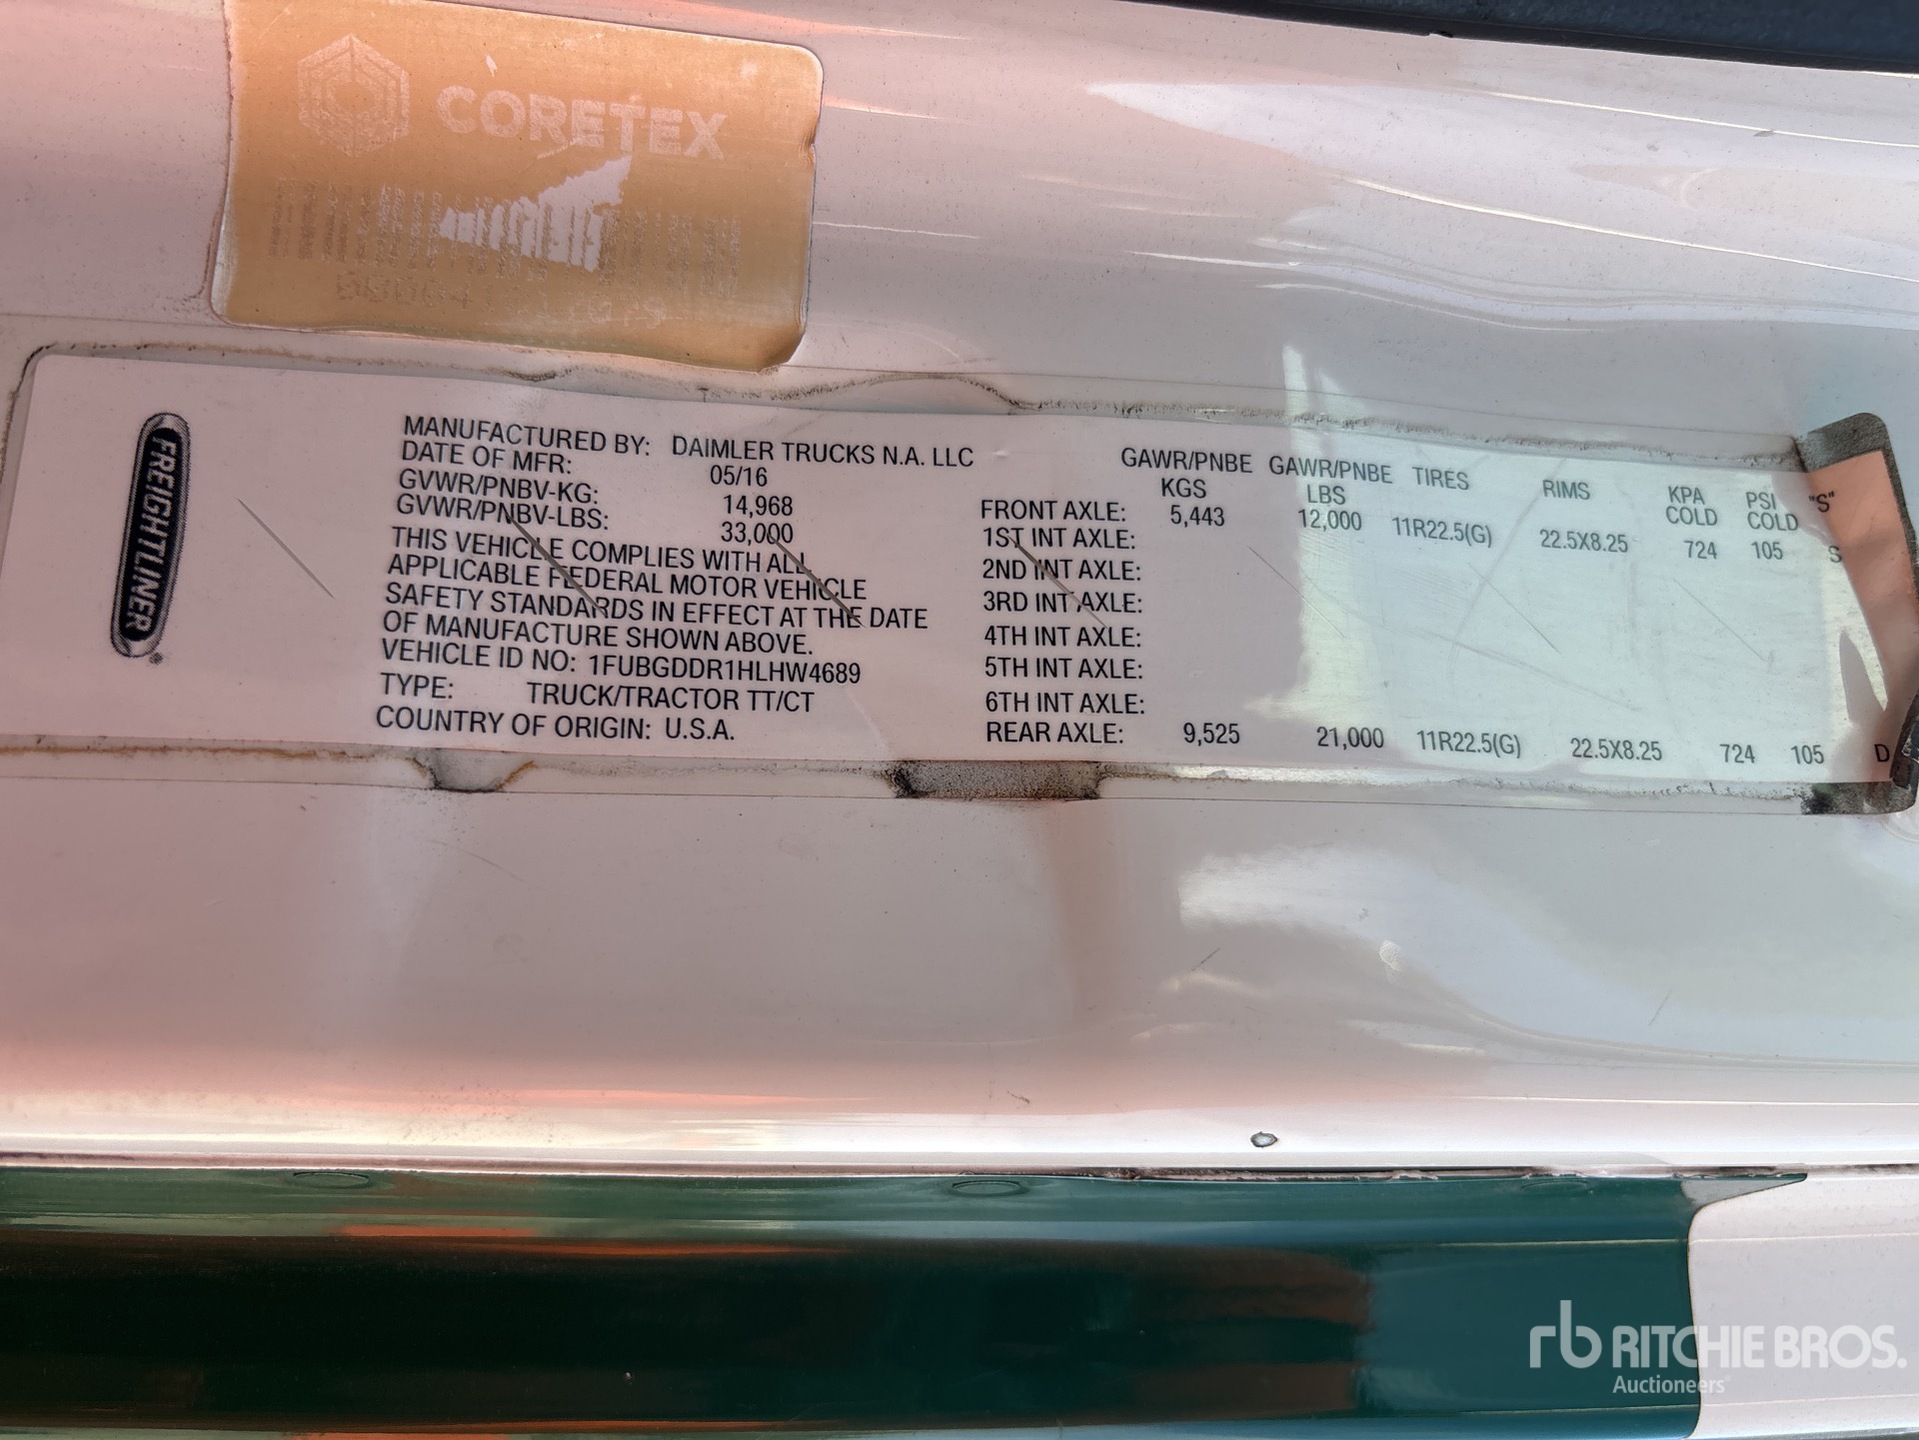 CORETEX
FREIGHTLINER
MANUFACTURED BY: DAIMLER TRUCKS N.A. LLC
DATE OF MFR: 05/16
GVWR/PNBV-KG: 14,968
GVWR/PNBV-LBS: 33,000
THIS VEHICLE COMPLIES WITH ALL
APPLICABLE FEDERAL MOTOR VEHICLE
SAFETY STANDARDS IN EFFECT AT THE DATE
OF MANUFACTURE SHOWN ABOVE.
VEHICLE ID NO: 1FUBGDDR1HLHW4689
TYPE: TRUCK/TRACTOR TT/CT
COUNTRY OF ORIGIN: U.S.A.
GAWR/PNBE GAWR/PNBE TIRES RIMS KPA PSI "S"
KGS LBS COLD COLD
FRONT AXLE: 5,443 12,000 11R22.5(G) 22.5X8.25 724 105 S
1ST INT AXLE:
2ND INT AXLE:
3RD INT AXLE:
4TH INT AXLE:
5TH INT AXLE:
6TH INT AXLE:
REAR AXLE: 9,525 21,000 11R22.5(G) 22.5X8.25 724 105 D
rb RITCHIE BROS.
Auctioneers